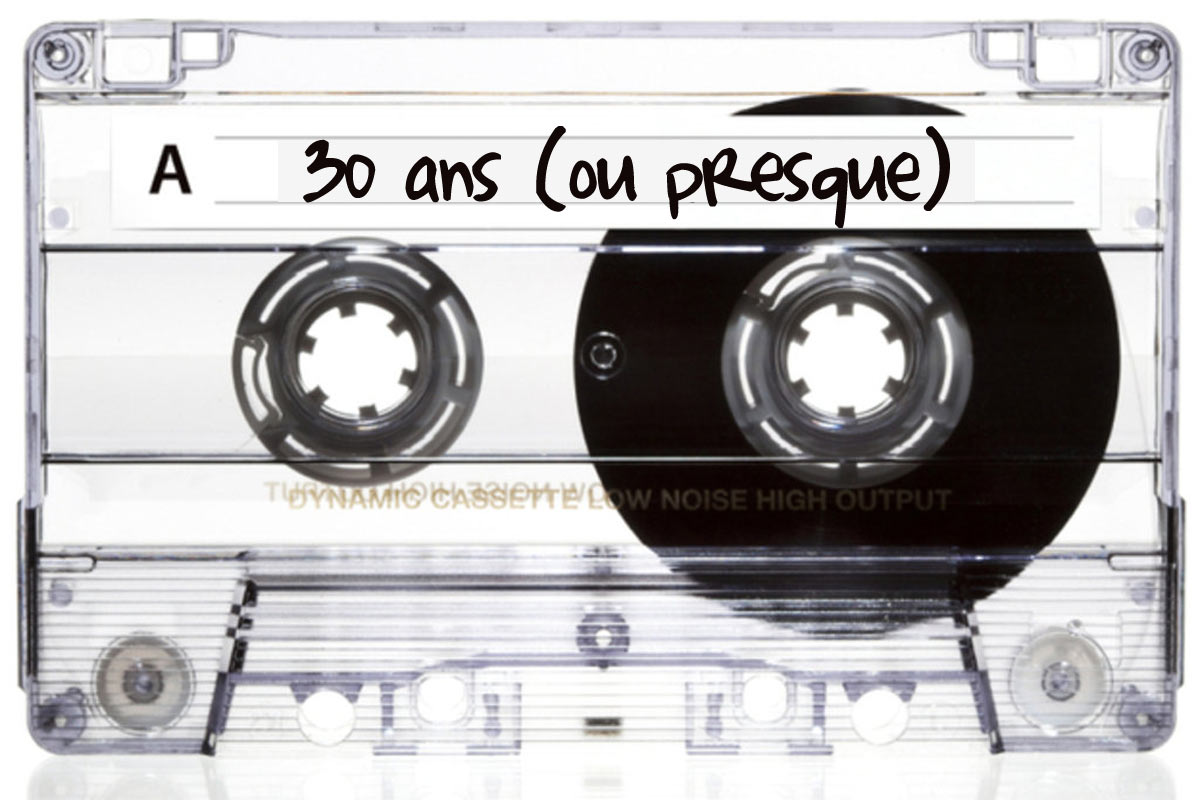 A 30 ans (ou presque)
DYNAMIC CASSETTE LOW NOISE HIGH OUTPUT